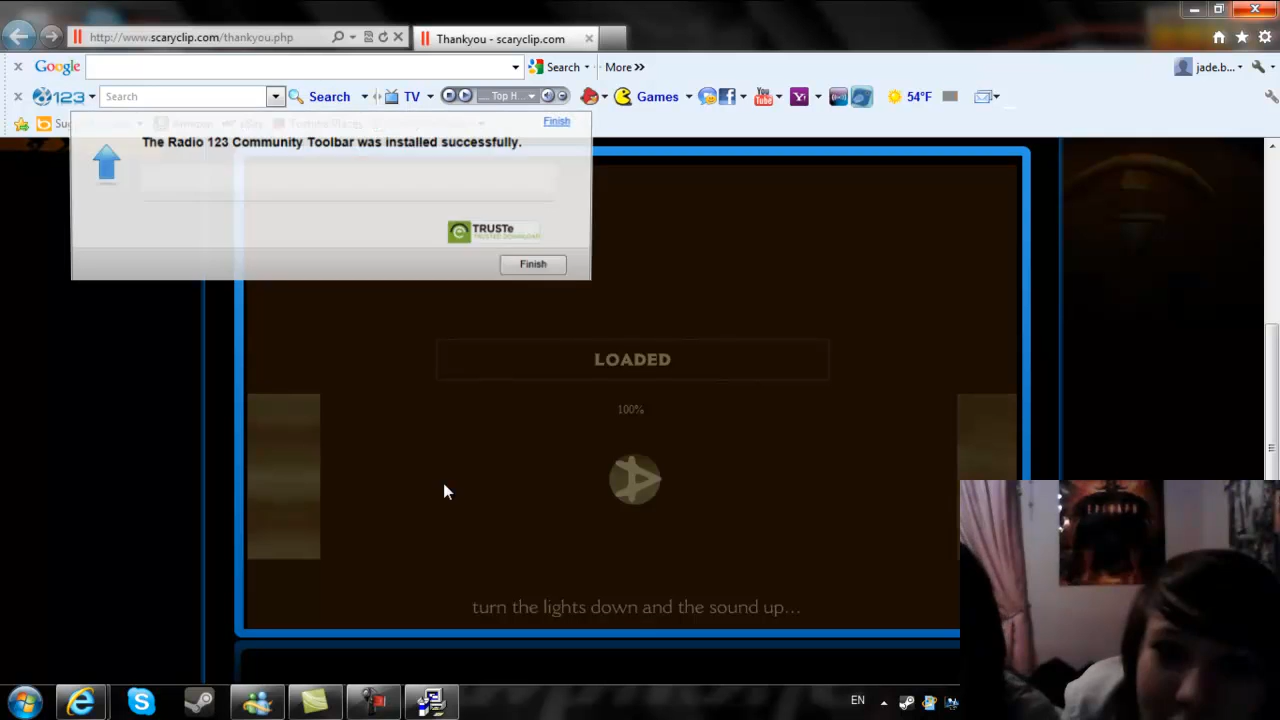 http://www.scaryclip.com/thankyou.php
Thankyou - scaryclip.com
Google
Search
More »
jade.b...
123
Search
Search
TV
.... Top H
Games
54°F
Finish
The Radio 123 Community Toolbar was installed successfully.
TRUSTe
TRUSTED DOWNLOAD
Finish
LOADED
100%
turn the lights down and the sound up...
EN